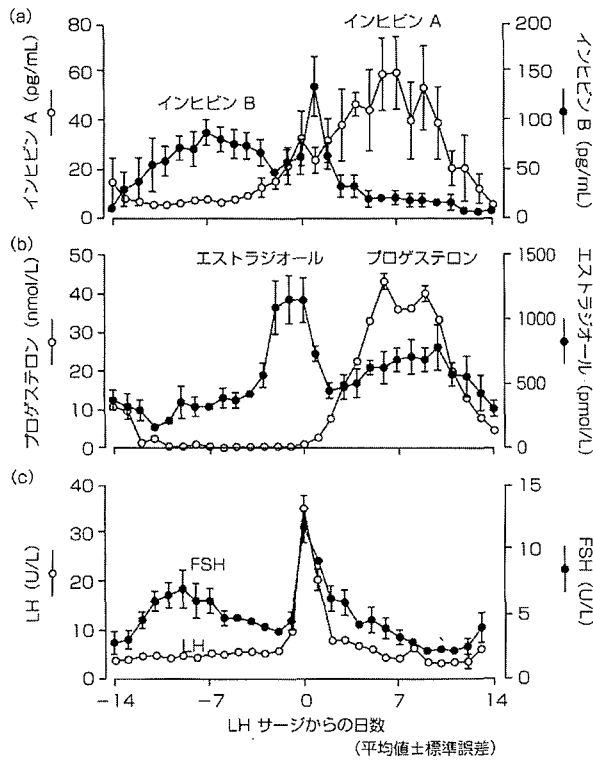 (a)
インヒビン A (pg/mL)
80
60
40
20
0
インヒビン A
インヒビン B
200
150
100
50
0
インヒビン B (pg/mL)
(b)
プロゲステロン (nmol/L)
50
40
30
20
10
0
エストラジオール
プロゲステロン
1500
1000
500
0
エストラジオール (pmol/L)
(c)
LH (U/L)
40
30
20
10
0
FSH
LH
15
10
5
0
FSH (U/L)
−14
−7
0
7
14
LH サージからの日数
(平均値±標準誤差)